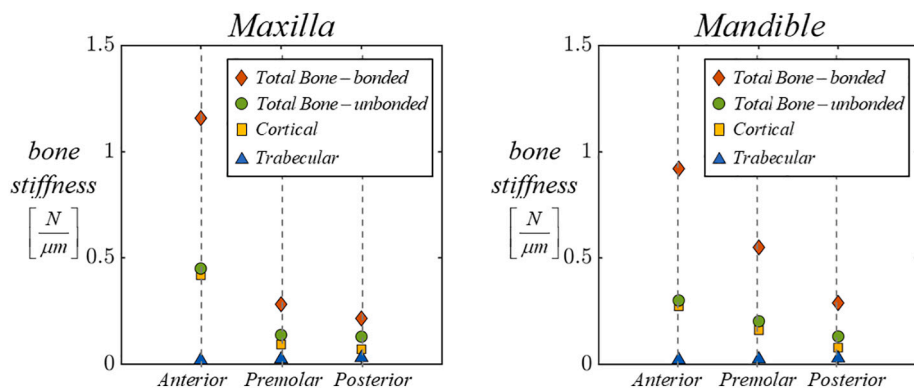 Maxilla
1.5
1
0.5
0
bone
stiffness
[N/μm]
Total Bone-bonded
Total Bone-unbonded
Cortical
Trabecular
Anterior Premolar Posterior
Mandible
1.5
1
0.5
0
bone
stiffness
[N/μm]
Total Bone-bonded
Total Bone-unbonded
Cortical
Trabecular
Anterior Premolar Posterior